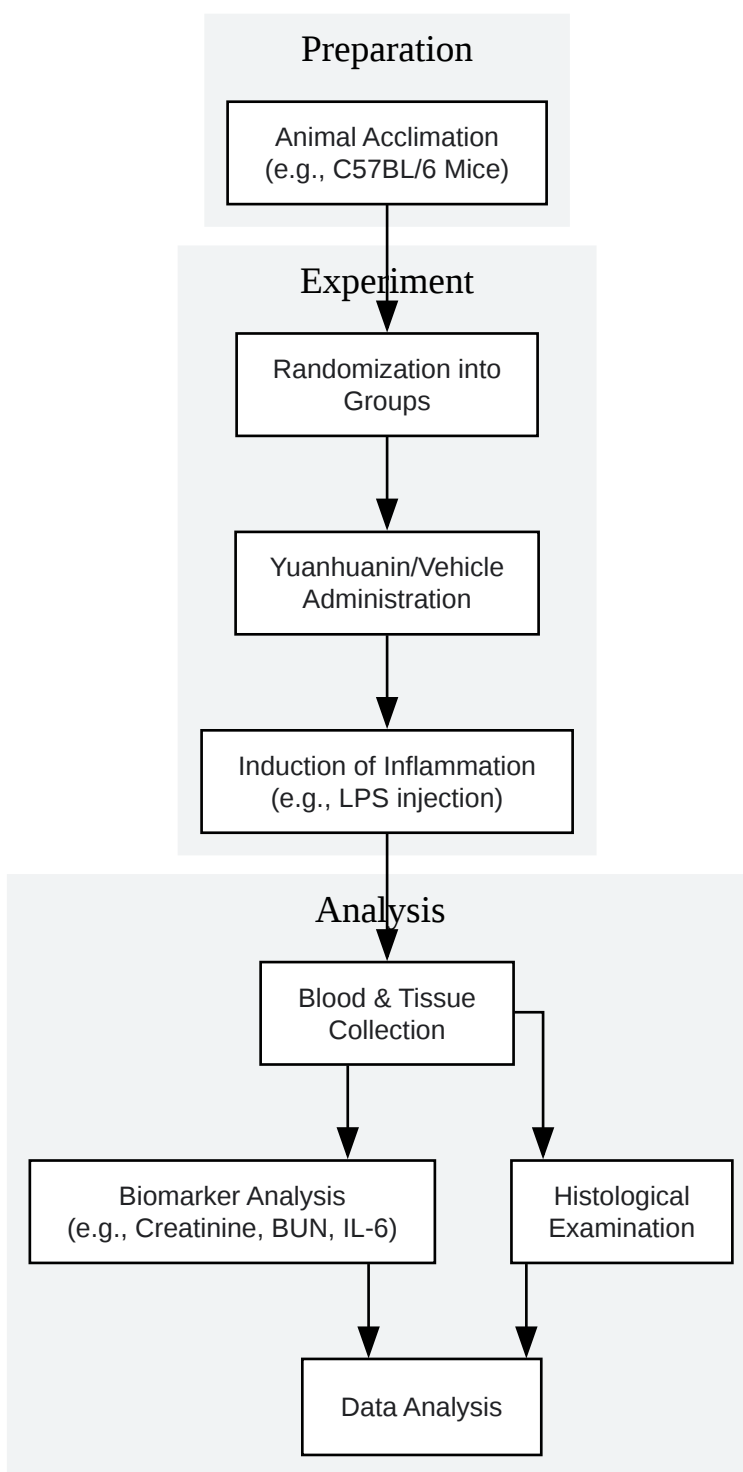 Preparation
Animal Acclimation
(e.g., C57BL/6 Mice)
Experiment
Randomization into
Groups
Yuanhuanin/Vehicle
Administration
Induction of Inflammation
(e.g., LPS injection)
Analysis
Blood & Tissue
Collection
Biomarker Analysis
(e.g., Creatinine, BUN, IL-6)
Histological
Examination
Data Analysis